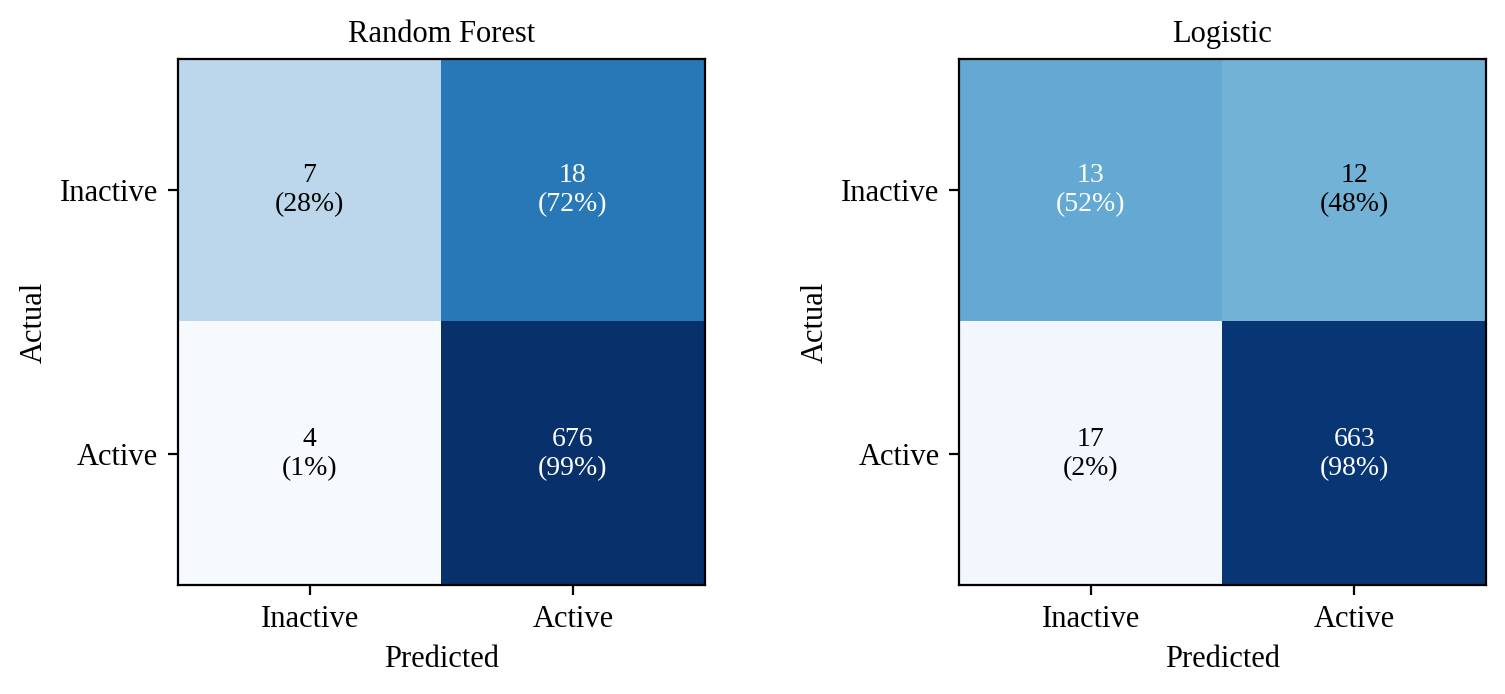 Random Forest
Actual
Inactive
Active
7
(28%)
18
(72%)
4
(1%)
676
(99%)
Inactive
Active
Predicted
Logistic
Actual
Inactive
Active
13
(52%)
12
(48%)
17
(2%)
663
(98%)
Inactive
Active
Predicted